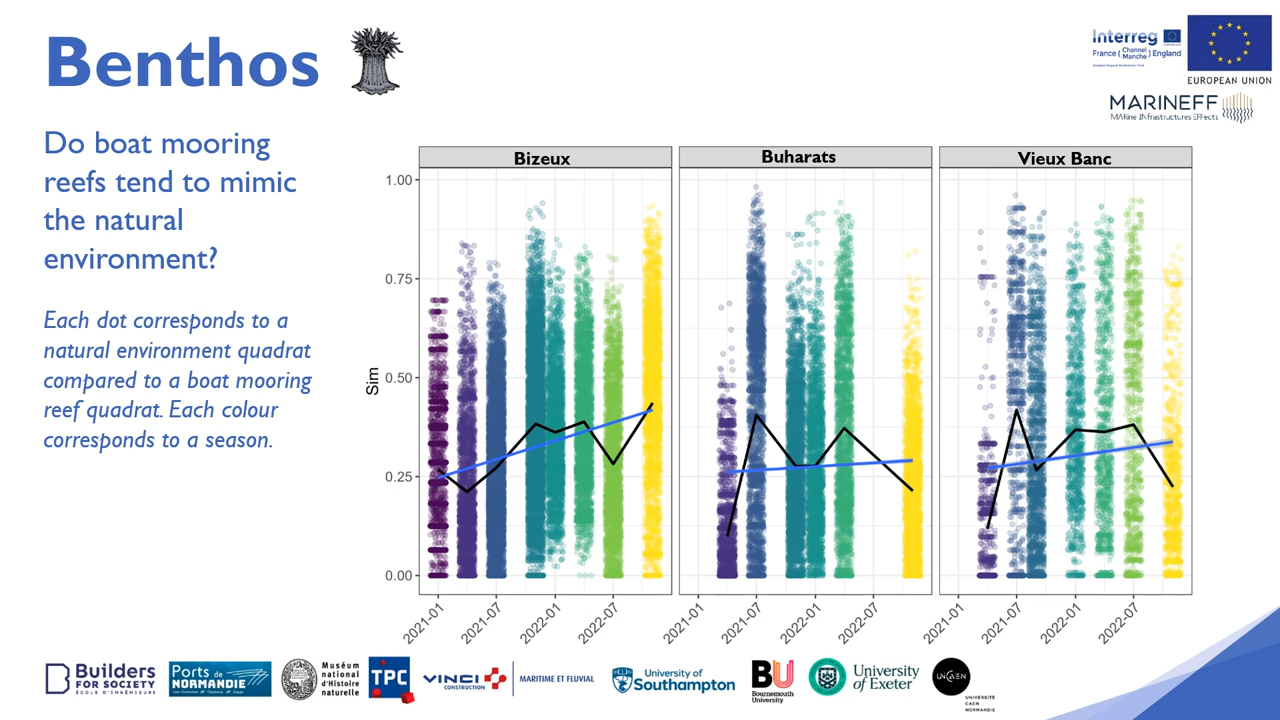 Benthos
Interreg
France ( Channel Manche ) England
EUROPEAN UNION
MARINEFF
MARine INfrastructures EFFects
Do boat mooring
reefs tend to mimic
the natural
environment?
Each dot corresponds to a
natural environment quadrat
compared to a boat mooring
reef quadrat. Each colour
corresponds to a season.
Bizeux
Buharats
Vieux Banc
Sim
1.00
0.75
0.50
0.25
0.00
2021-01
2021-07
2022-01
2022-07
2021-01
2021-07
2022-01
2022-07
2021-01
2021-07
2022-01
2022-07
Builders
FOR SOCIETY
ÉCOLE D'INGÉNIEURS
Ports de
NORMANDIE
Muséum
national
d'Histoire
naturelle
TPC
VINCI
CONSTRUCTION
MARITIME ET FLUVIAL
University of
Southampton
BU
Bournemouth
University
University
of Exeter
UNICAEN
UNIVERSITÉ
CAEN
NORMANDIE